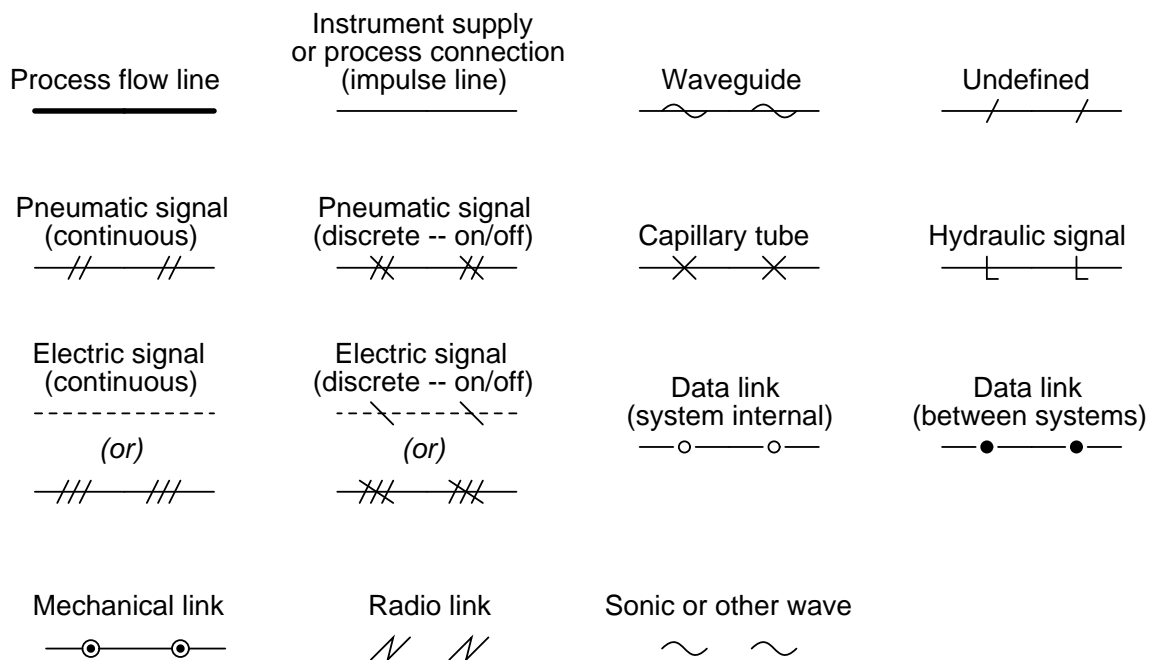 Instrument supply
or process connection
(impulse line)
Process flow line
Waveguide
Undefined
Pneumatic signal
(continuous)
Pneumatic signal
(discrete -- on/off)
Capillary tube
Hydraulic signal
Electric signal
(continuous)
(or)
Electric signal
(discrete -- on/off)
(or)
Data link
(system internal)
Data link
(between systems)
Mechanical link
Radio link
Sonic or other wave